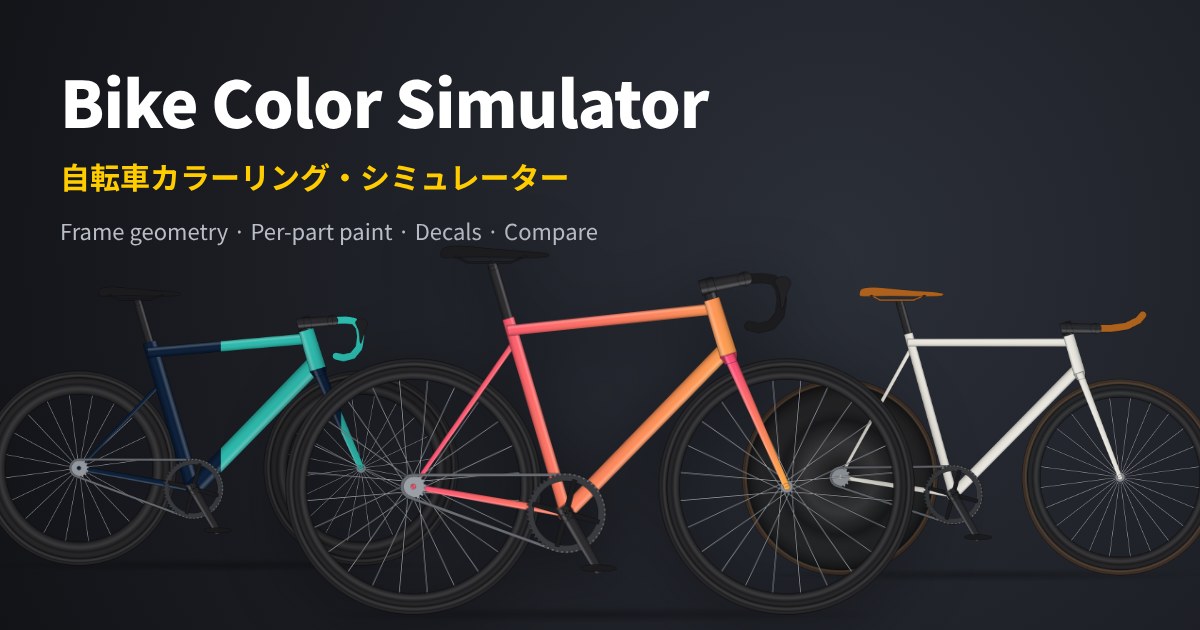 Bike Color Simulator
自転車カラーリング・シミュレーター
Frame geometry · Per-part paint · Decals · Compare